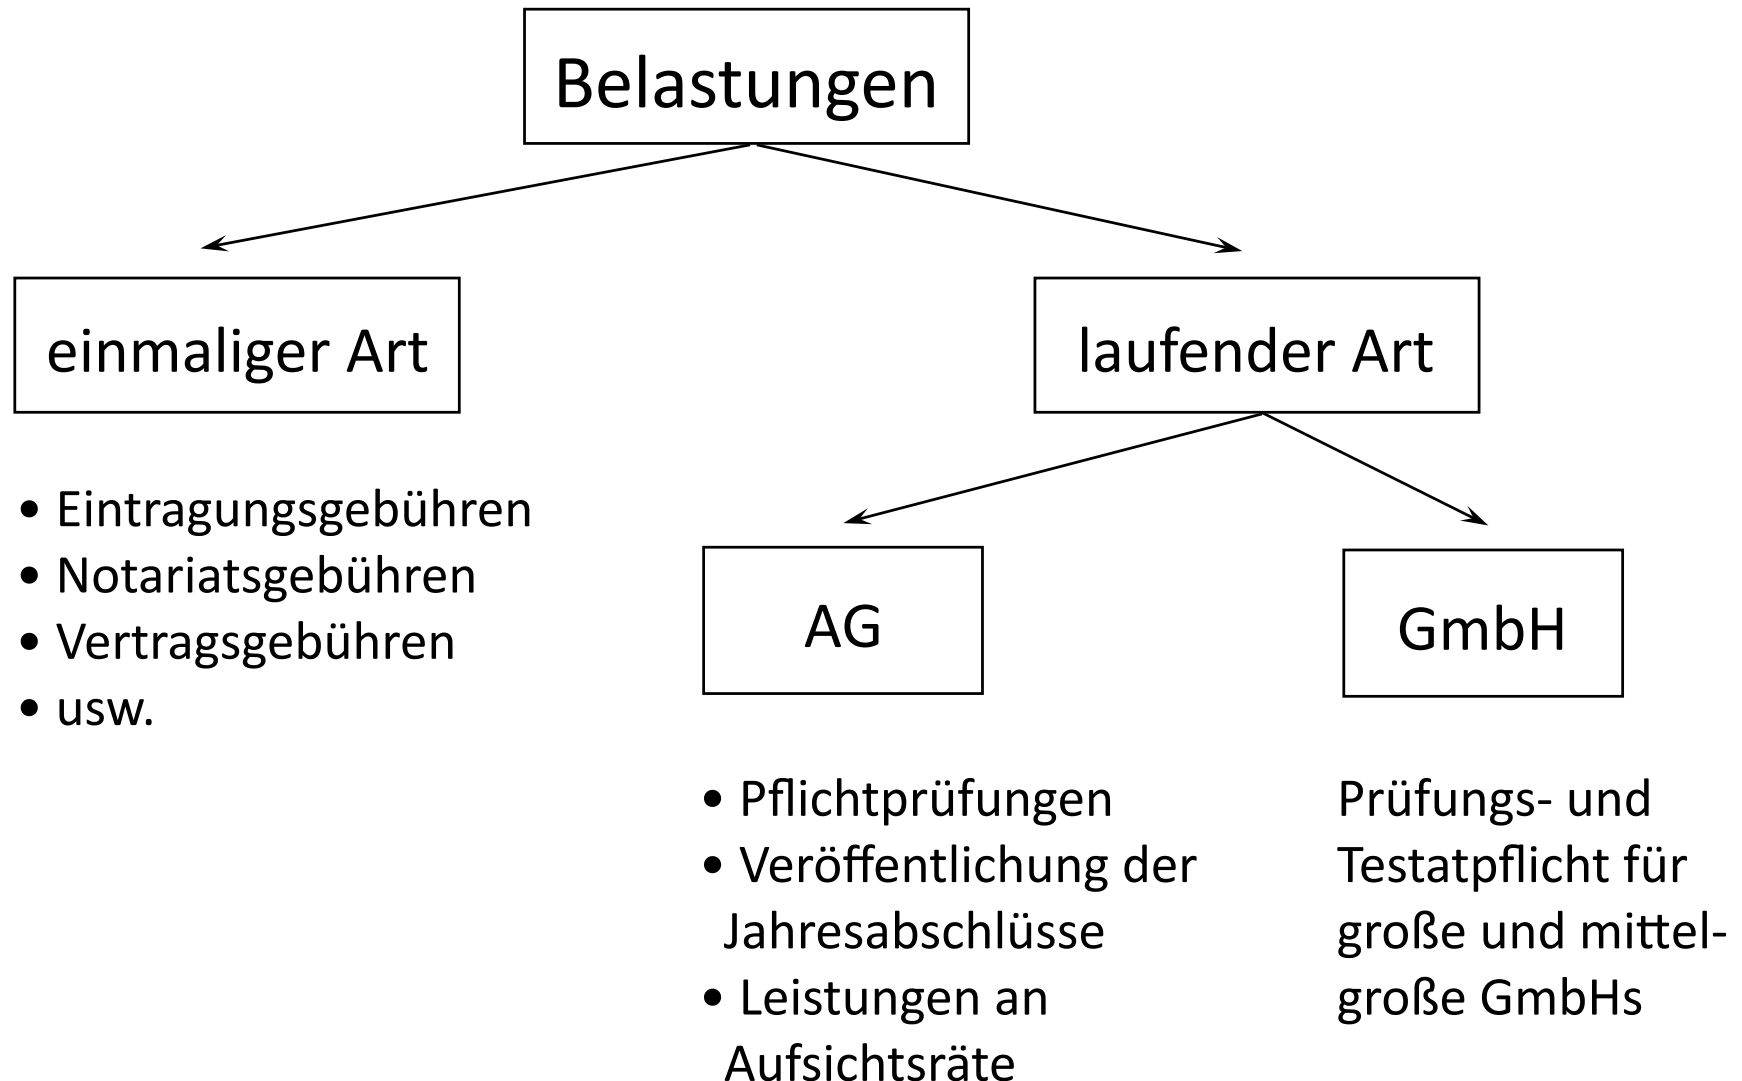 Belastungen
einmaliger Art
laufender Art
• Eintragungsgebühren
• Notariatsgebühren
• Vertragsgebühren
• usw.
AG
GmbH
• Pflichtprüfungen
• Veröffentlichung der
Jahresabschlüsse
• Leistungen an
Aufsichtsräte
Prüfungs- und
Testatpflicht für
große und mittel-
große GmbHs